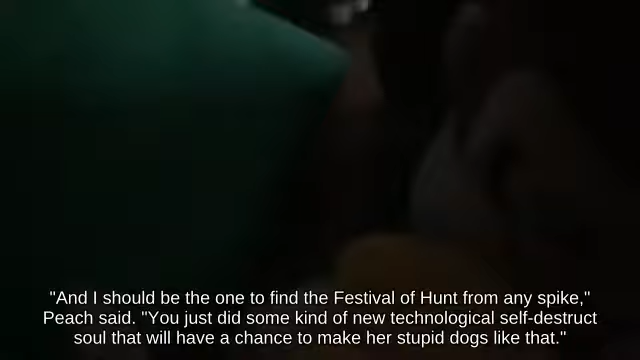 "And I should be the one to find the Festival of Hunt from any spike,"
Peach said. "You just did some kind of new technological self-destruct
soul that will have a chance to make her stupid dogs like that."